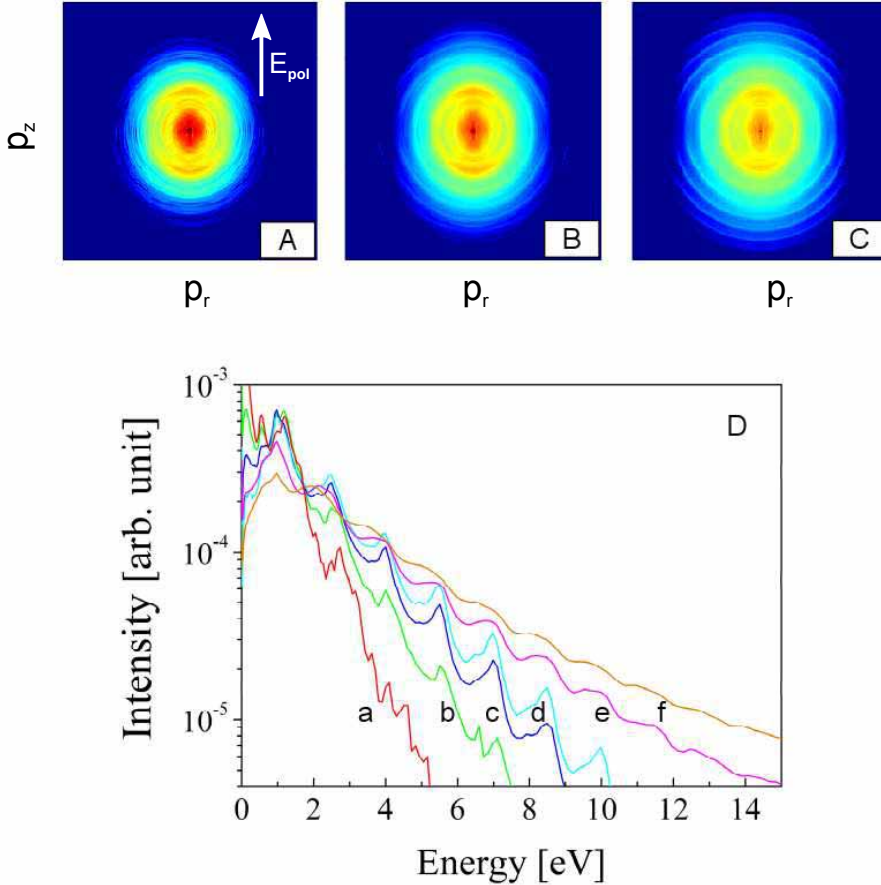 E_pol
p_z
A
B
C
p_r
p_r
p_r
D
Intensity [arb. unit]
10^-3
10^-4
10^-5
a b c d e f
0 2 4 6 8 10 12 14
Energy [eV]